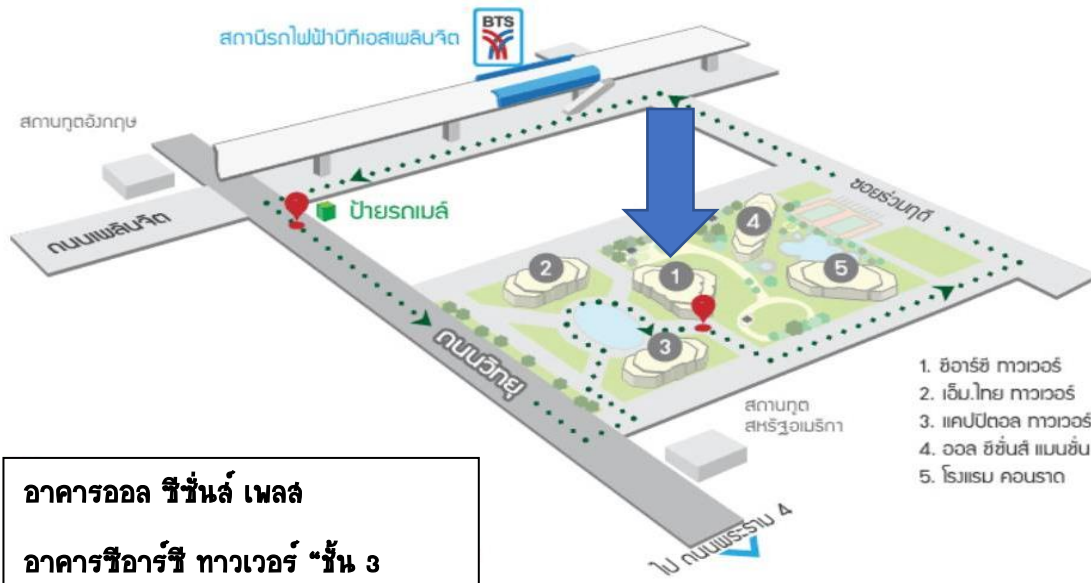 BTS
สถานีรถไฟฟ้าบีทีเอสเพลินจิต
สถานทูตอังกฤษ
ถนนเพลินจิต
ป้ายรถเมล์
ซอยร่วมฤดี
4
2
1
5
3
ถนนวิทยุ
สถานทูต
สหรัฐอเมริกา
1. ซีอาร์ซี ทาวเวอร์
2. เอ็ม.ไทย ทาวเวอร์
3. แคปปิตอล ทาวเวอร์
4. ออล ซีซั่นส์ แมนชั่น
5. โรงแรม คอนราด
ไป ถนนพระราม 4
อาคารออล ซีซั่นส์ เพลส
อาคารซีอาร์ซี ทาวเวอร์ “ชั้น 3